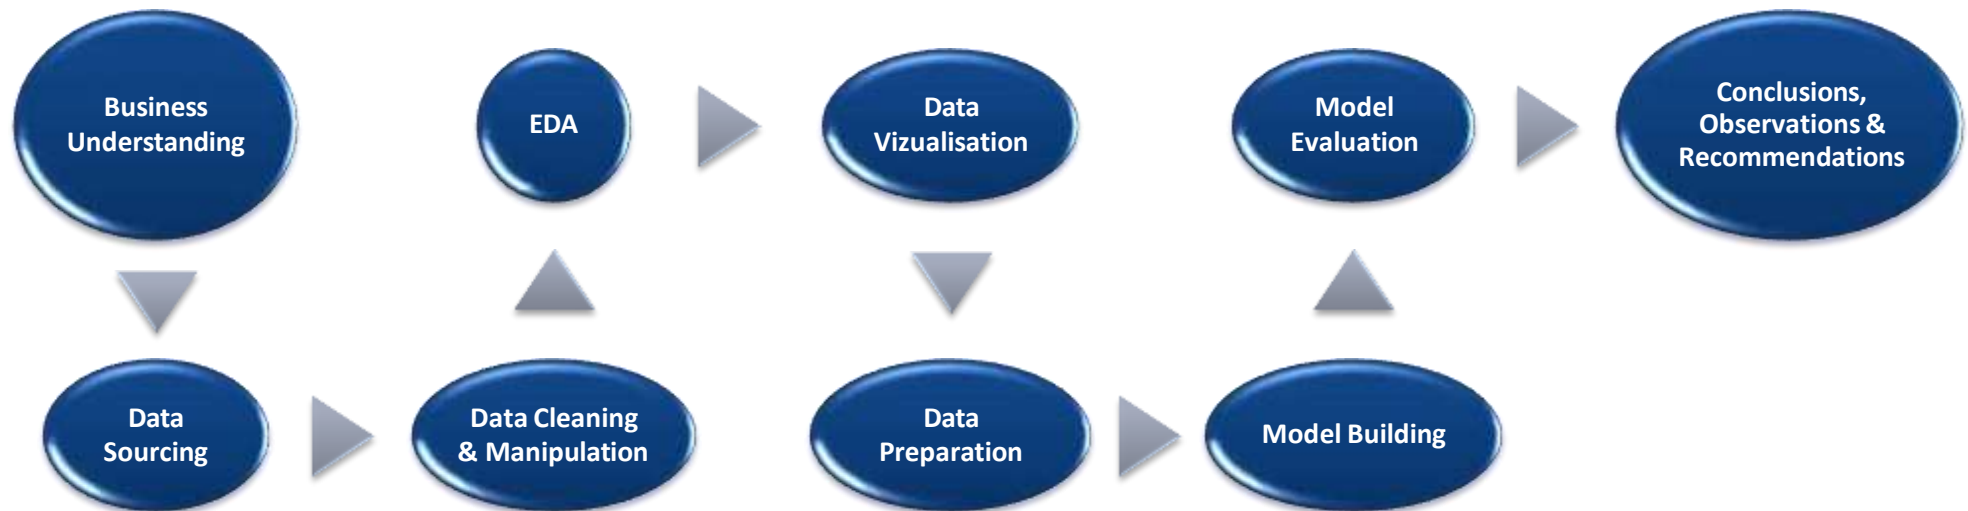 Business
Understanding
Data
Sourcing
Data Cleaning
& Manipulation
EDA
Data
Vizualisation
Data
Preparation
Model Building
Model
Evaluation
Conclusions,
Observations &
Recommendations